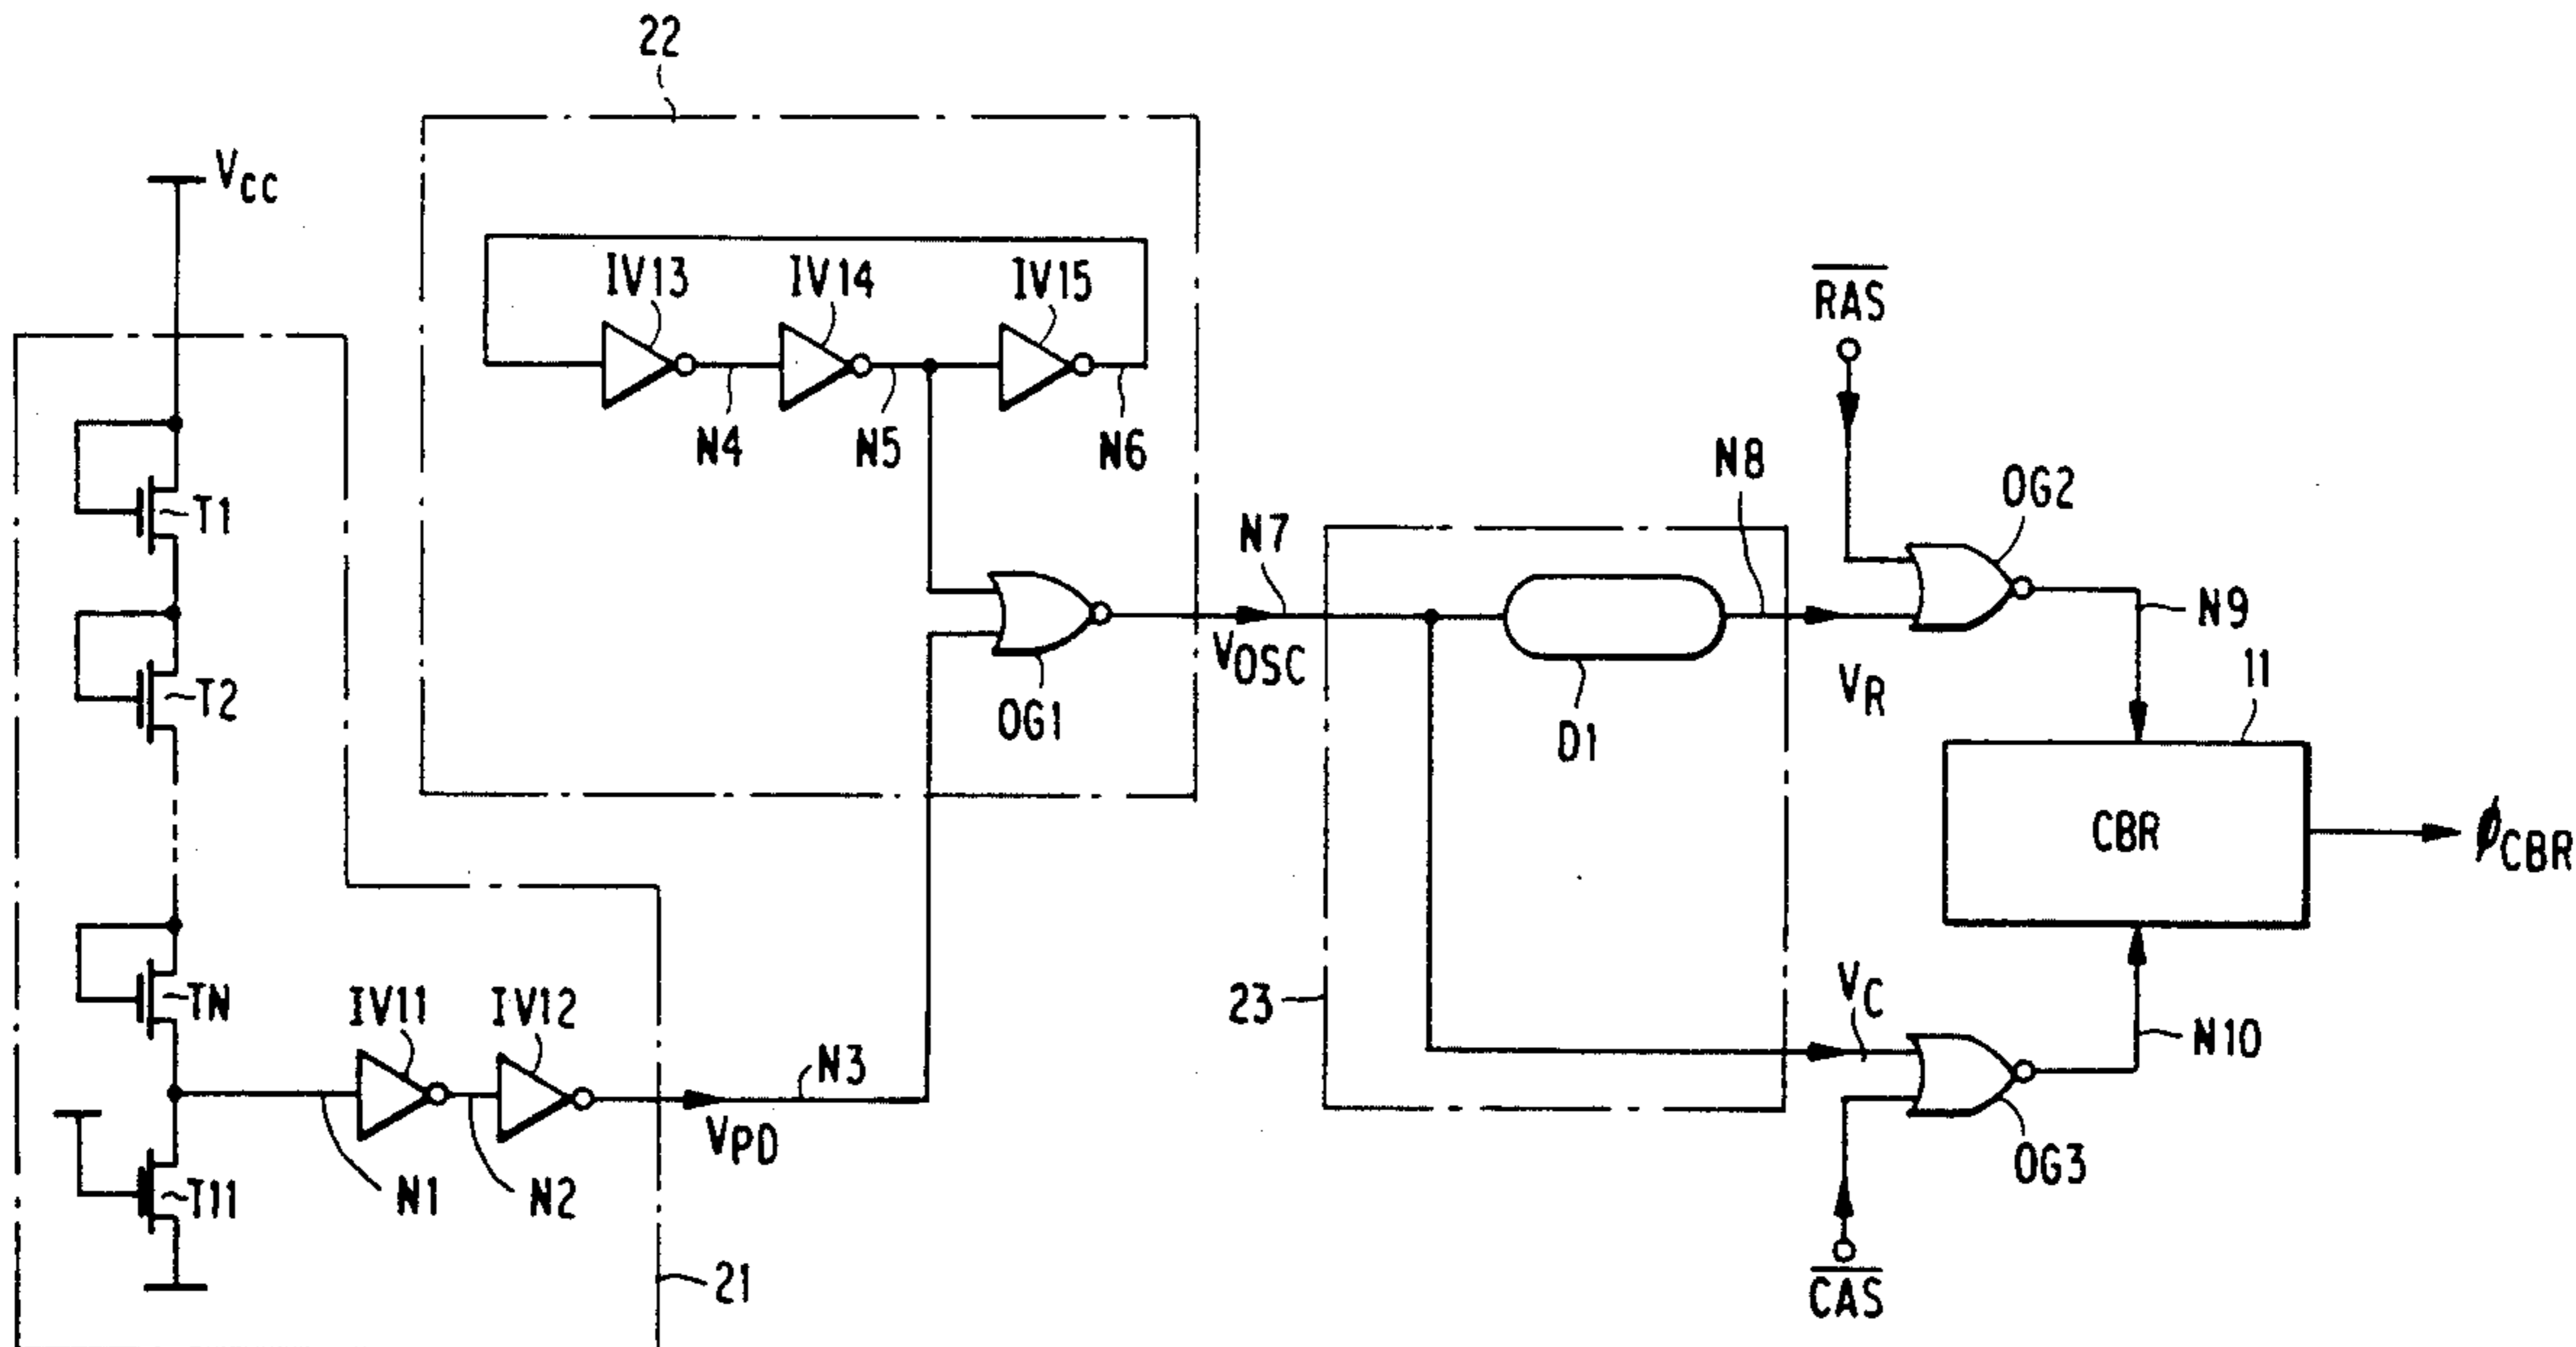 22
VCC
IV13
IV14
IV15
N4
N5
N6
T1
T2
TN
T11
IV11
IV12
N1
N2
N3
VPD
21
OG1
N7
VOSC
D1
23
N8
VR
VC
RAS
OG2
N9
11
CBR
ϕCBR
N10
OG3
CAS